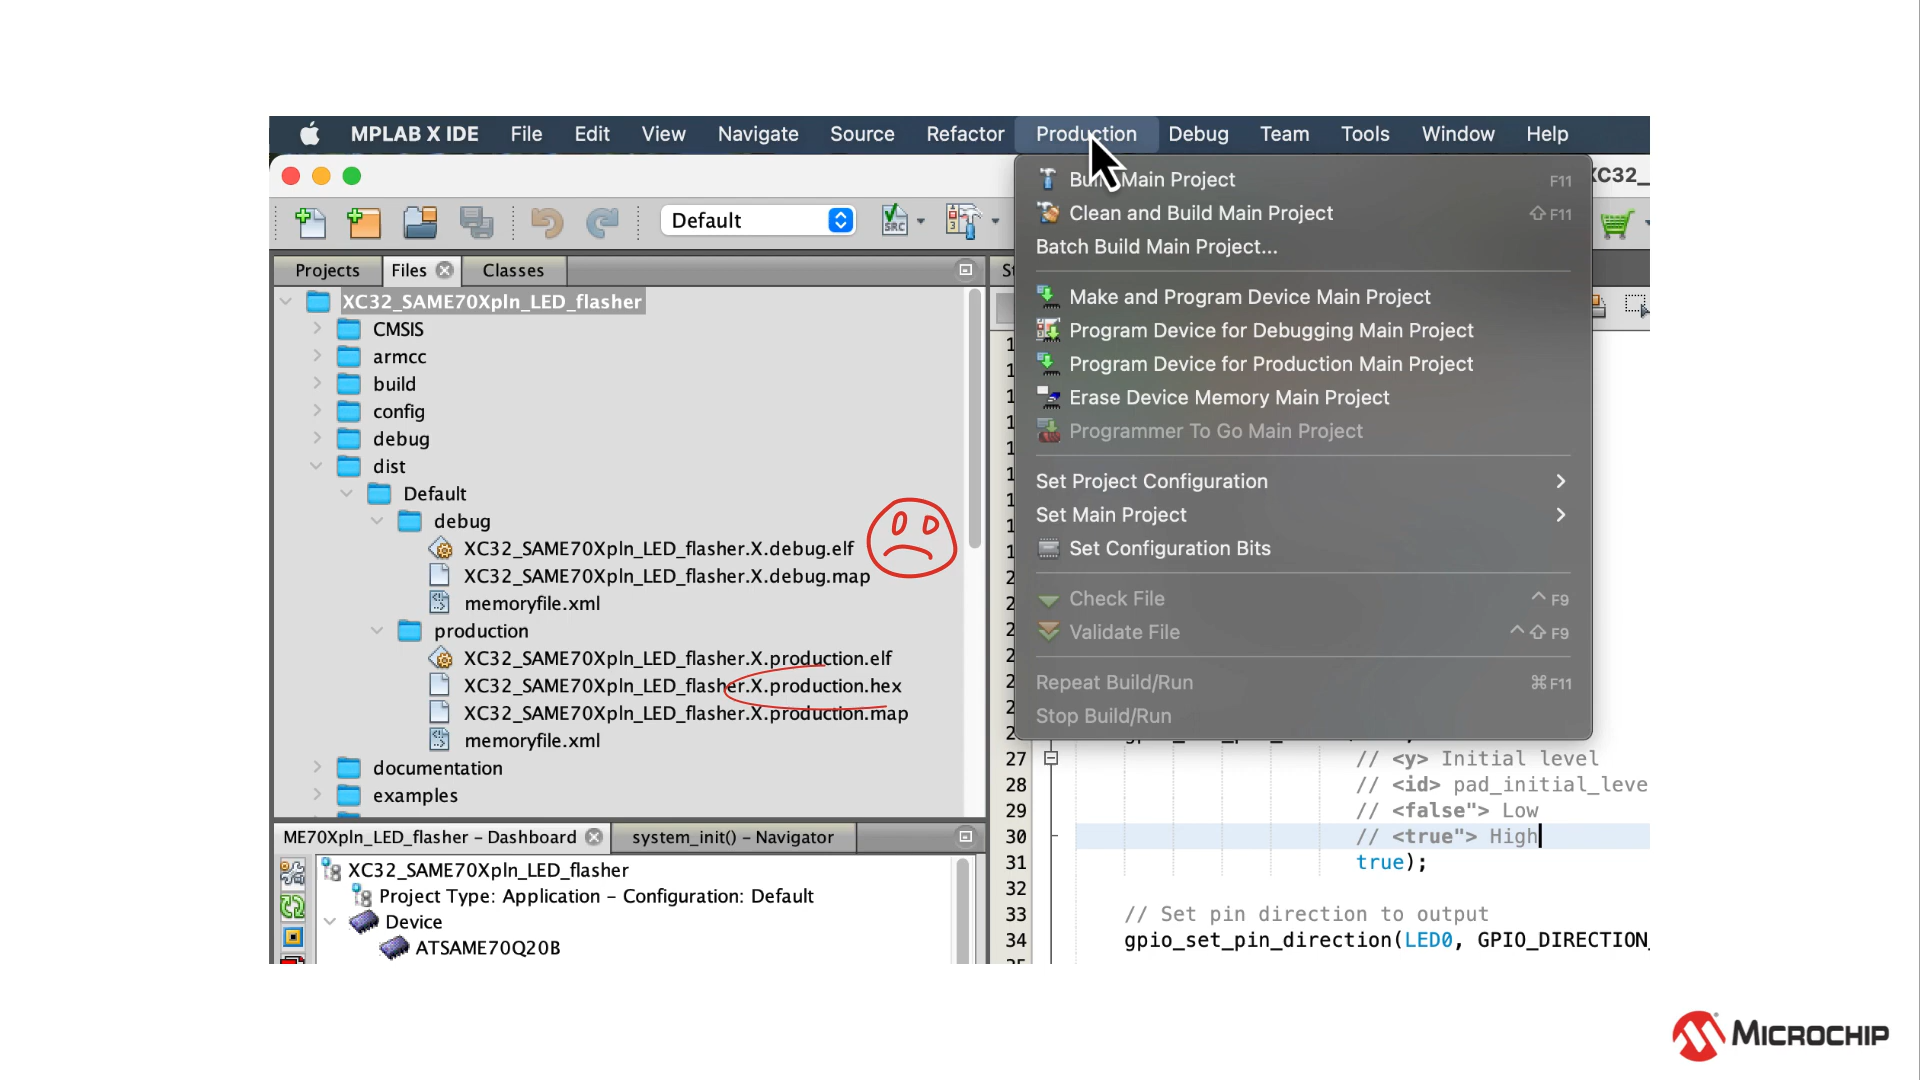 MPLAB X IDE File Edit View Navigate Source Refactor Production Debug Team Tools Window Help
Default
SRC
Projects Files Classes
XC32_SAME70Xpln_LED_flasher
CMSIS
armcc
build
config
debug
dist
Default
debug
XC32_SAME70Xpln_LED_flasher.X.debug.elf
XC32_SAME70Xpln_LED_flasher.X.debug.map
memoryfile.xml
production
XC32_SAME70Xpln_LED_flasher.X.production.elf
XC32_SAME70Xpln_LED_flasher.X.production.hex
XC32_SAME70Xpln_LED_flasher.X.production.map
memoryfile.xml
documentation
examples
ME70Xpln_LED_flasher – Dashboard system_init() – Navigator
XC32_SAME70Xpln_LED_flasher
Project Type: Application – Configuration: Default
Device
ATSAME70Q20B
Main Project F11
Clean and Build Main Project ⇧F11
Batch Build Main Project...
Make and Program Device Main Project
Program Device for Debugging Main Project
Program Device for Production Main Project
Erase Device Memory Main Project
Programmer To Go Main Project
Set Project Configuration
Set Main Project
Set Configuration Bits
Check File ^F9
Validate File ^⇧F9
Repeat Build/Run ⌘F11
Stop Build/Run
27 // <y> Initial level
28 // <id> pad_initial_leve
29 // <false"> Low
30 // <true"> High
31 true);
32
33 // Set pin direction to output
34 gpio_set_pin_direction(LED0, GPIO_DIRECTION_
MICROCHIP